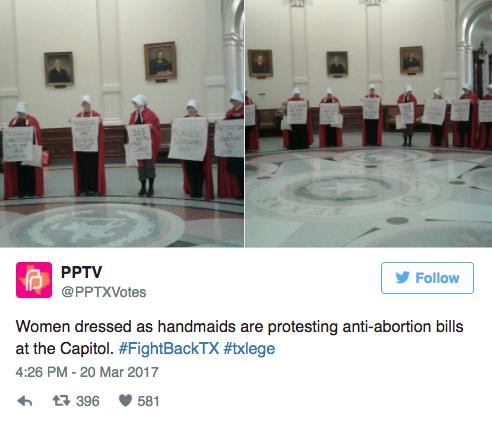 PPTV
@PPTXVotes
Follow
Women dressed as handmaids are protesting anti-abortion bills
at the Capitol. #FightBackTX #txlege
4:26 PM - 20 Mar 2017
396
581